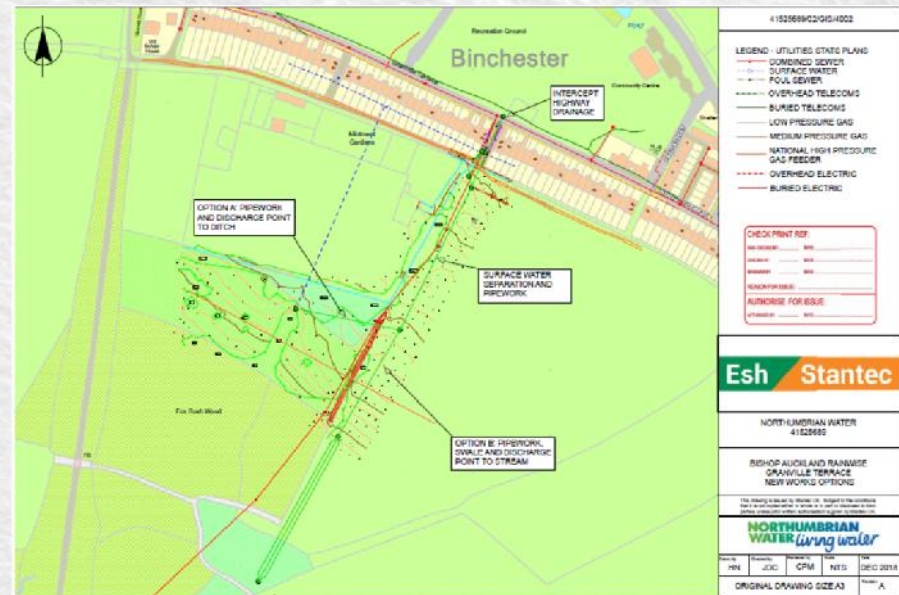 Recreation Ground
Binchester
Community Centre
INTERCEPT
HIGHWAY
DRAINAGE
Allotment
Gardens
OPTION A: PIPEWORK
AND DISCHARGE POINT
TO DITCH
SURFACE WATER
SEPARATION AND
PIPEWORK
OPTION B: PIPEWORK,
SWALE AND DISCHARGE
POINT TO STREAM
41525689/C2/GIS/4002
LEGEND - UTILITIES STATS PLANS
COMBINED SEWER
SURFACE WATER
FOUL SEWER
OVERHEAD TELECOMS
BURIED TELECOMS
LOW PRESSURE GAS
MEDIUM PRESSURE GAS
NATIONAL HIGH PRESSURE
GAS FEEDER
OVERHEAD ELECTRIC
BURIED ELECTRIC
CHECK PRINT REF:
REASON FOR ISSUE:
AUTHORISE FOR ISSUE
Esh Stantec
NORTHUMBRIAN WATER
41525689
BISHOP AUCKLAND RAINWISE
GRANVILLE TERRACE
NEW WORKS OPTIONS
NORTHUMBRIAN
WATER living water
HN JDC CPM NTS DEC 2018
ORIGINAL DRAWING SIZE A3 A